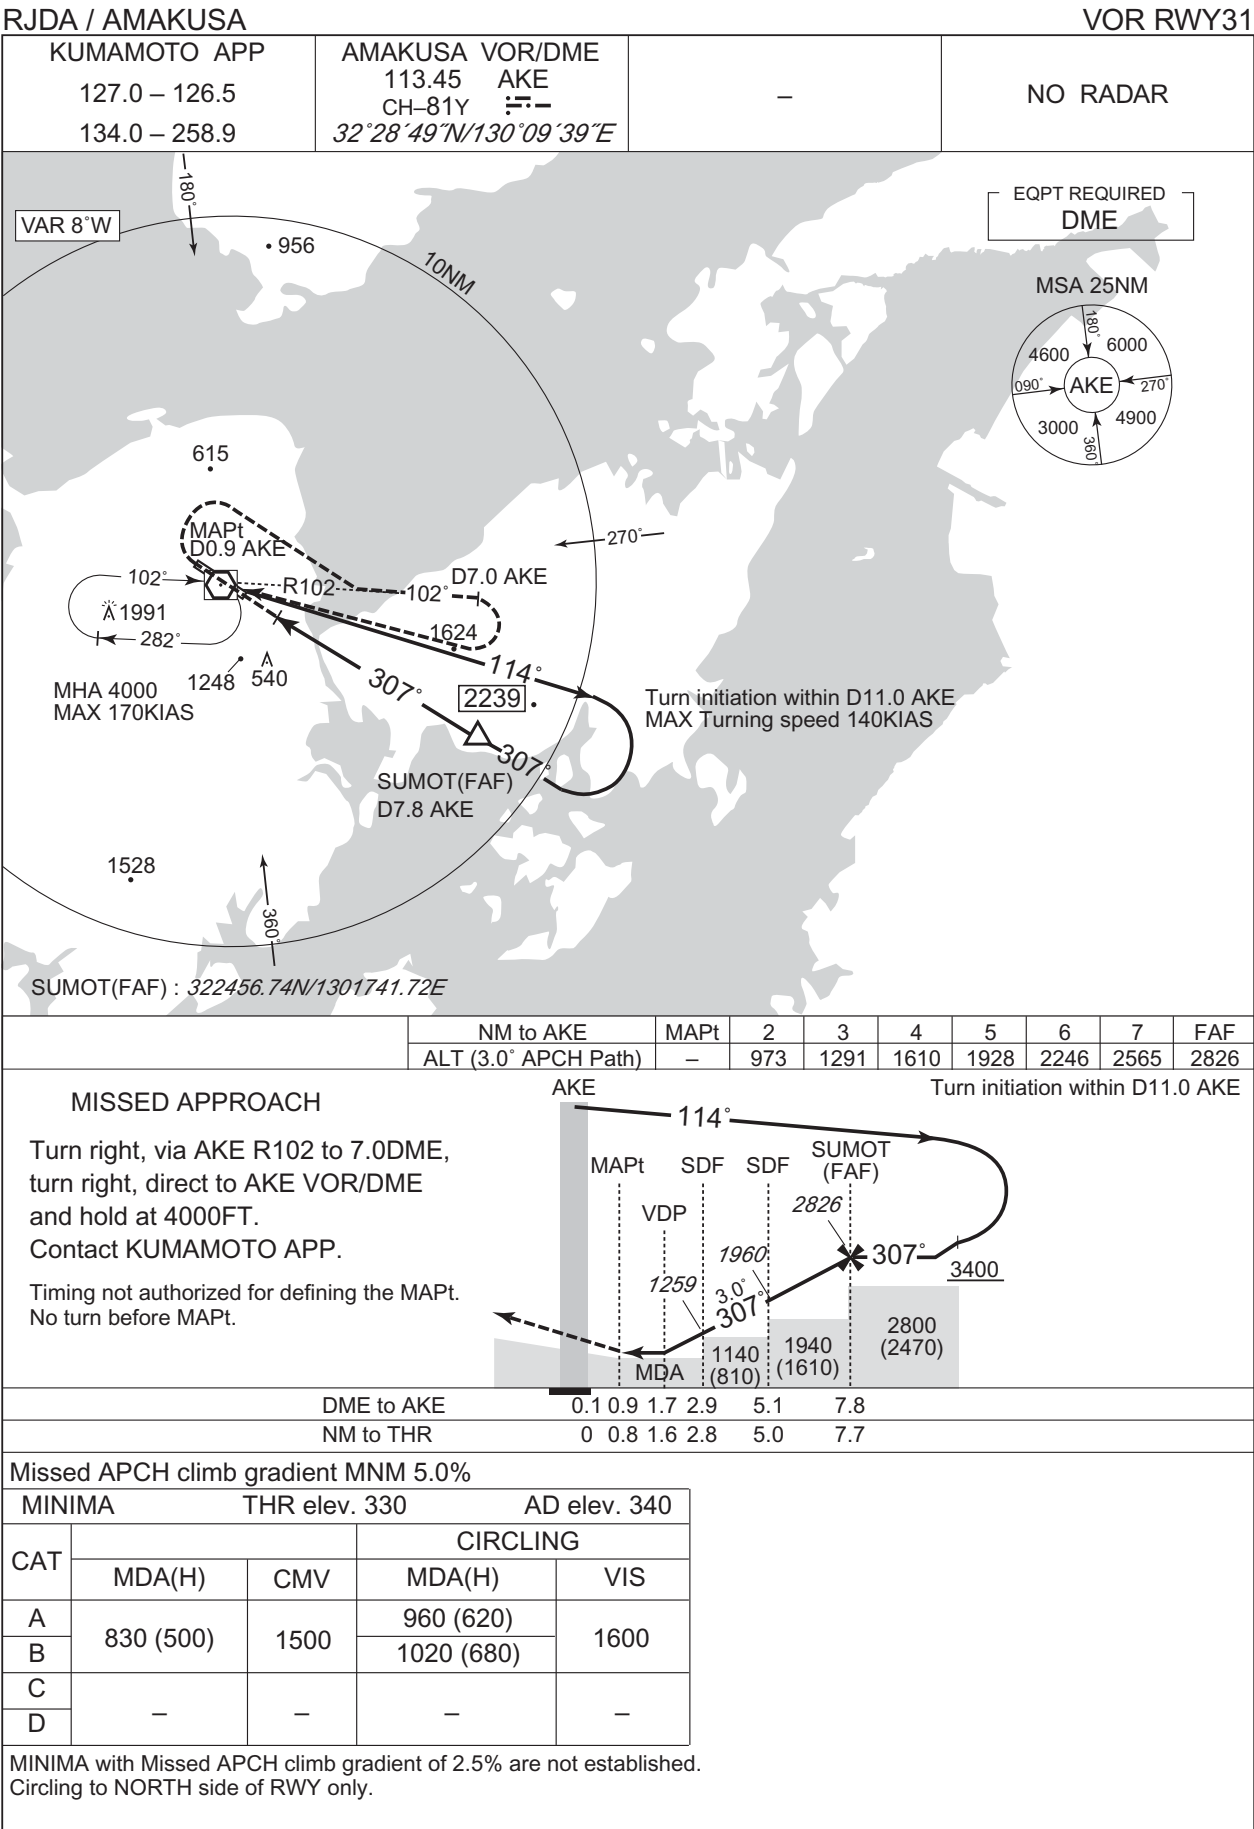 RJDA / AMAKUSA
VOR RWY31
KUMAMOTO APP
127.0 – 126.5
134.0 – 258.9
AMAKUSA VOR/DME
113.45 AKE
CH–81Y
32°28´49˝N/130°09´39˝E
–
NO RADAR
VAR 8°W
180°
956
10NM
EQPT REQUIRED
DME
MSA 25NM
180°
4600
6000
090°
AKE
270°
3000
4900
360°
615
MAPt
D0.9 AKE
270°
102°
R102
102°
D7.0 AKE
1991
282°
1624
114°
1248
540
307°
2239
MHA 4000
MAX 170KIAS
Turn initiation within D11.0 AKE
MAX Turning speed 140KIAS
307°
SUMOT(FAF)
D7.8 AKE
1528
360°
SUMOT(FAF) : 322456.74N/1301741.72E
NM to AKE MAPt 2 3 4 5 6 7 FAF
ALT (3.0° APCH Path) – 973 1291 1610 1928 2246 2565 2826
MISSED APPROACH
Turn right, via AKE R102 to 7.0DME,
turn right, direct to AKE VOR/DME
and hold at 4000FT.
Contact KUMAMOTO APP.
Timing not authorized for defining the MAPt.
No turn before MAPt.
AKE
Turn initiation within D11.0 AKE
114°
MAPt
SDF
SDF
SUMOT
(FAF)
VDP
2826
1960
307°
1259
3.0°
307°
3400
2800
(2470)
1940
(1610)
1140
(810)
MDA
DME to AKE 0.1 0.9 1.7 2.9 5.1 7.8
NM to THR 0 0.8 1.6 2.8 5.0 7.7
Missed APCH climb gradient MNM 5.0%
MINIMA THR elev. 330 AD elev. 340
CAT
CIRCLING
MDA(H) CMV MDA(H) VIS
A 830 (500) 1500 960 (620) 1600
B 1020 (680)
C – – – –
D
MINIMA with Missed APCH climb gradient of 2.5% are not established.
Circling to NORTH side of RWY only.